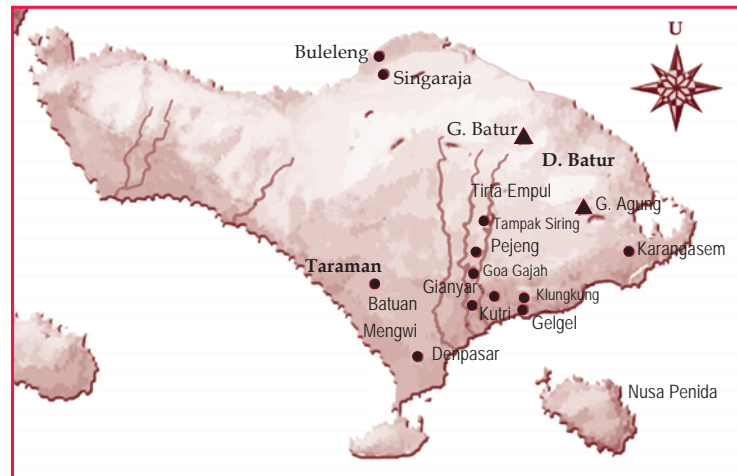 U
Buleleng
Singaraja
G. Batur
D. Batur
Tirta Empul
G. Agung
Tampak Siring
Pejeng
Karangasem
Taraman
Goa Gajah
Gianyar
Klungkung
Batuan
Kutri
Gelgel
Mengwi
Denpasar
Nusa Penida